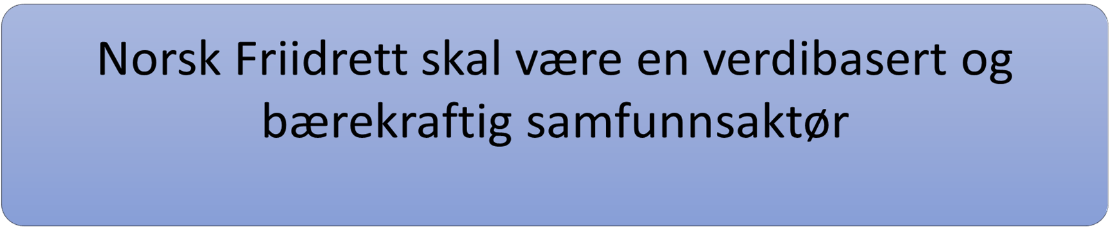 Norsk Friidrett skal være en verdibasert og
bærekraftig samfunnsaktør